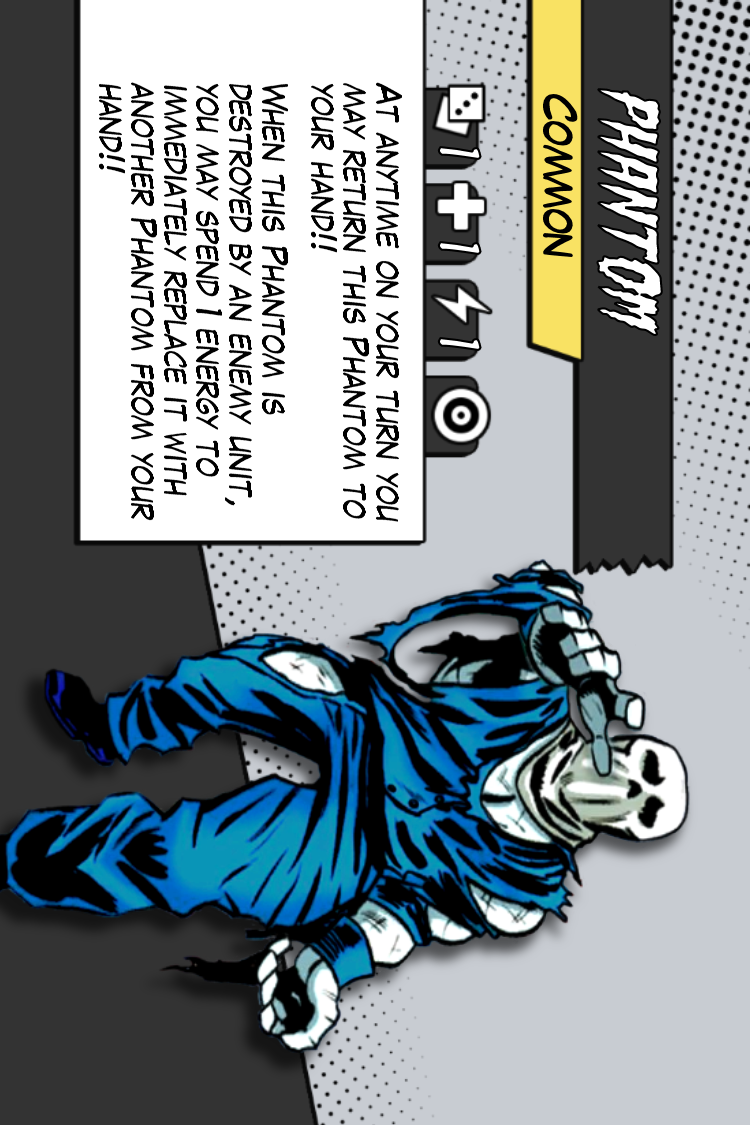 PHANTOM
COMMON
1 1 1
AT ANYTIME ON YOUR TURN YOU
MAY RETURN THIS PHANTOM TO
YOUR HAND!!
WHEN THIS PHANTOM IS
DESTROYED BY AN ENEMY UNIT,
YOU MAY SPEND 1 ENERGY TO
IMMEDIATELY REPLACE IT WITH
ANOTHER PHANTOM FROM YOUR
HAND!!